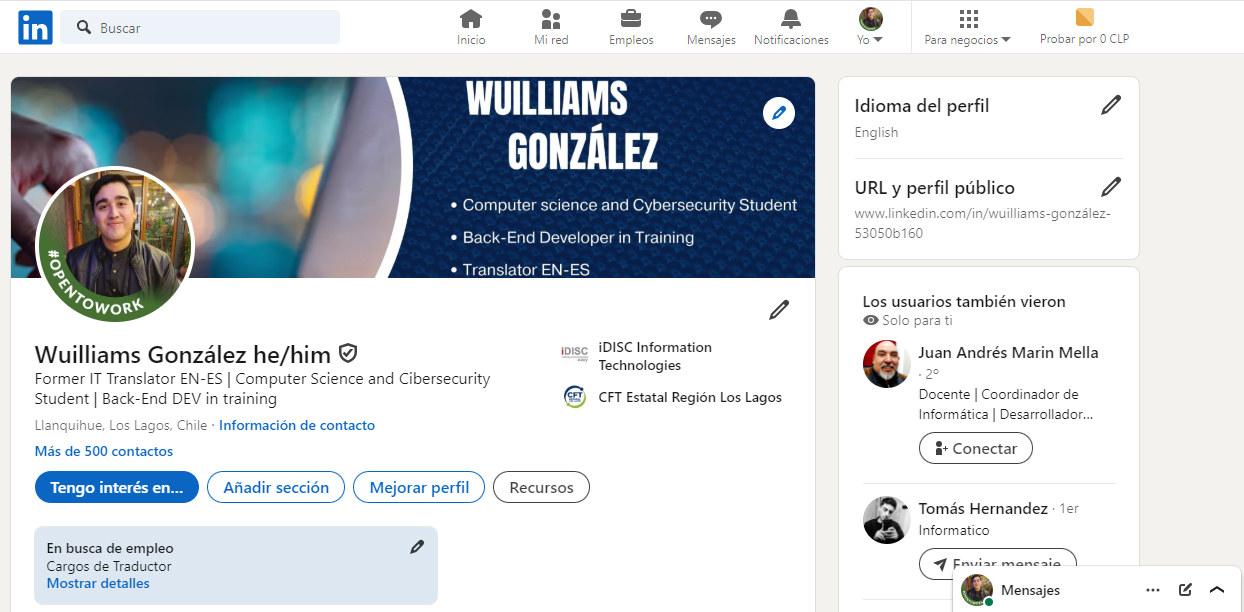 in
Buscar
Inicio
Mi red
Empleos
Mensajes
Notificaciones
Yo
Para negocios
Probar por 0 CLP
WUILLIAMS
GONZÁLEZ
• Computer science and Cybersecurity Student
• Back-End Developer in Training
• Translator EN-ES
#OPENTOWORK
Wuilliams González he/him
Former IT Translator EN-ES | Computer Science and Cibersecurity
Student | Back-End DEV in training
Llanquihue, Los Lagos, Chile · Información de contacto
Más de 500 contactos
Tengo interés en...
Añadir sección
Mejorar perfil
Recursos
iDISC
iDISC Information
Technologies
CFT
CFT Estatal Región Los Lagos
En busca de empleo
Cargos de Traductor
Mostrar detalles
Idioma del perfil
English
URL y perfil público
www.linkedin.com/in/wuilliams-gonzález-
53050b160
Los usuarios también vieron
Solo para ti
Juan Andrés Marin Mella
· 2º
Docente | Coordinador de
Informática | Desarrollador...
Conectar
Tomás Hernandez · 1er
Informatico
Enviar mensaje
Mensajes